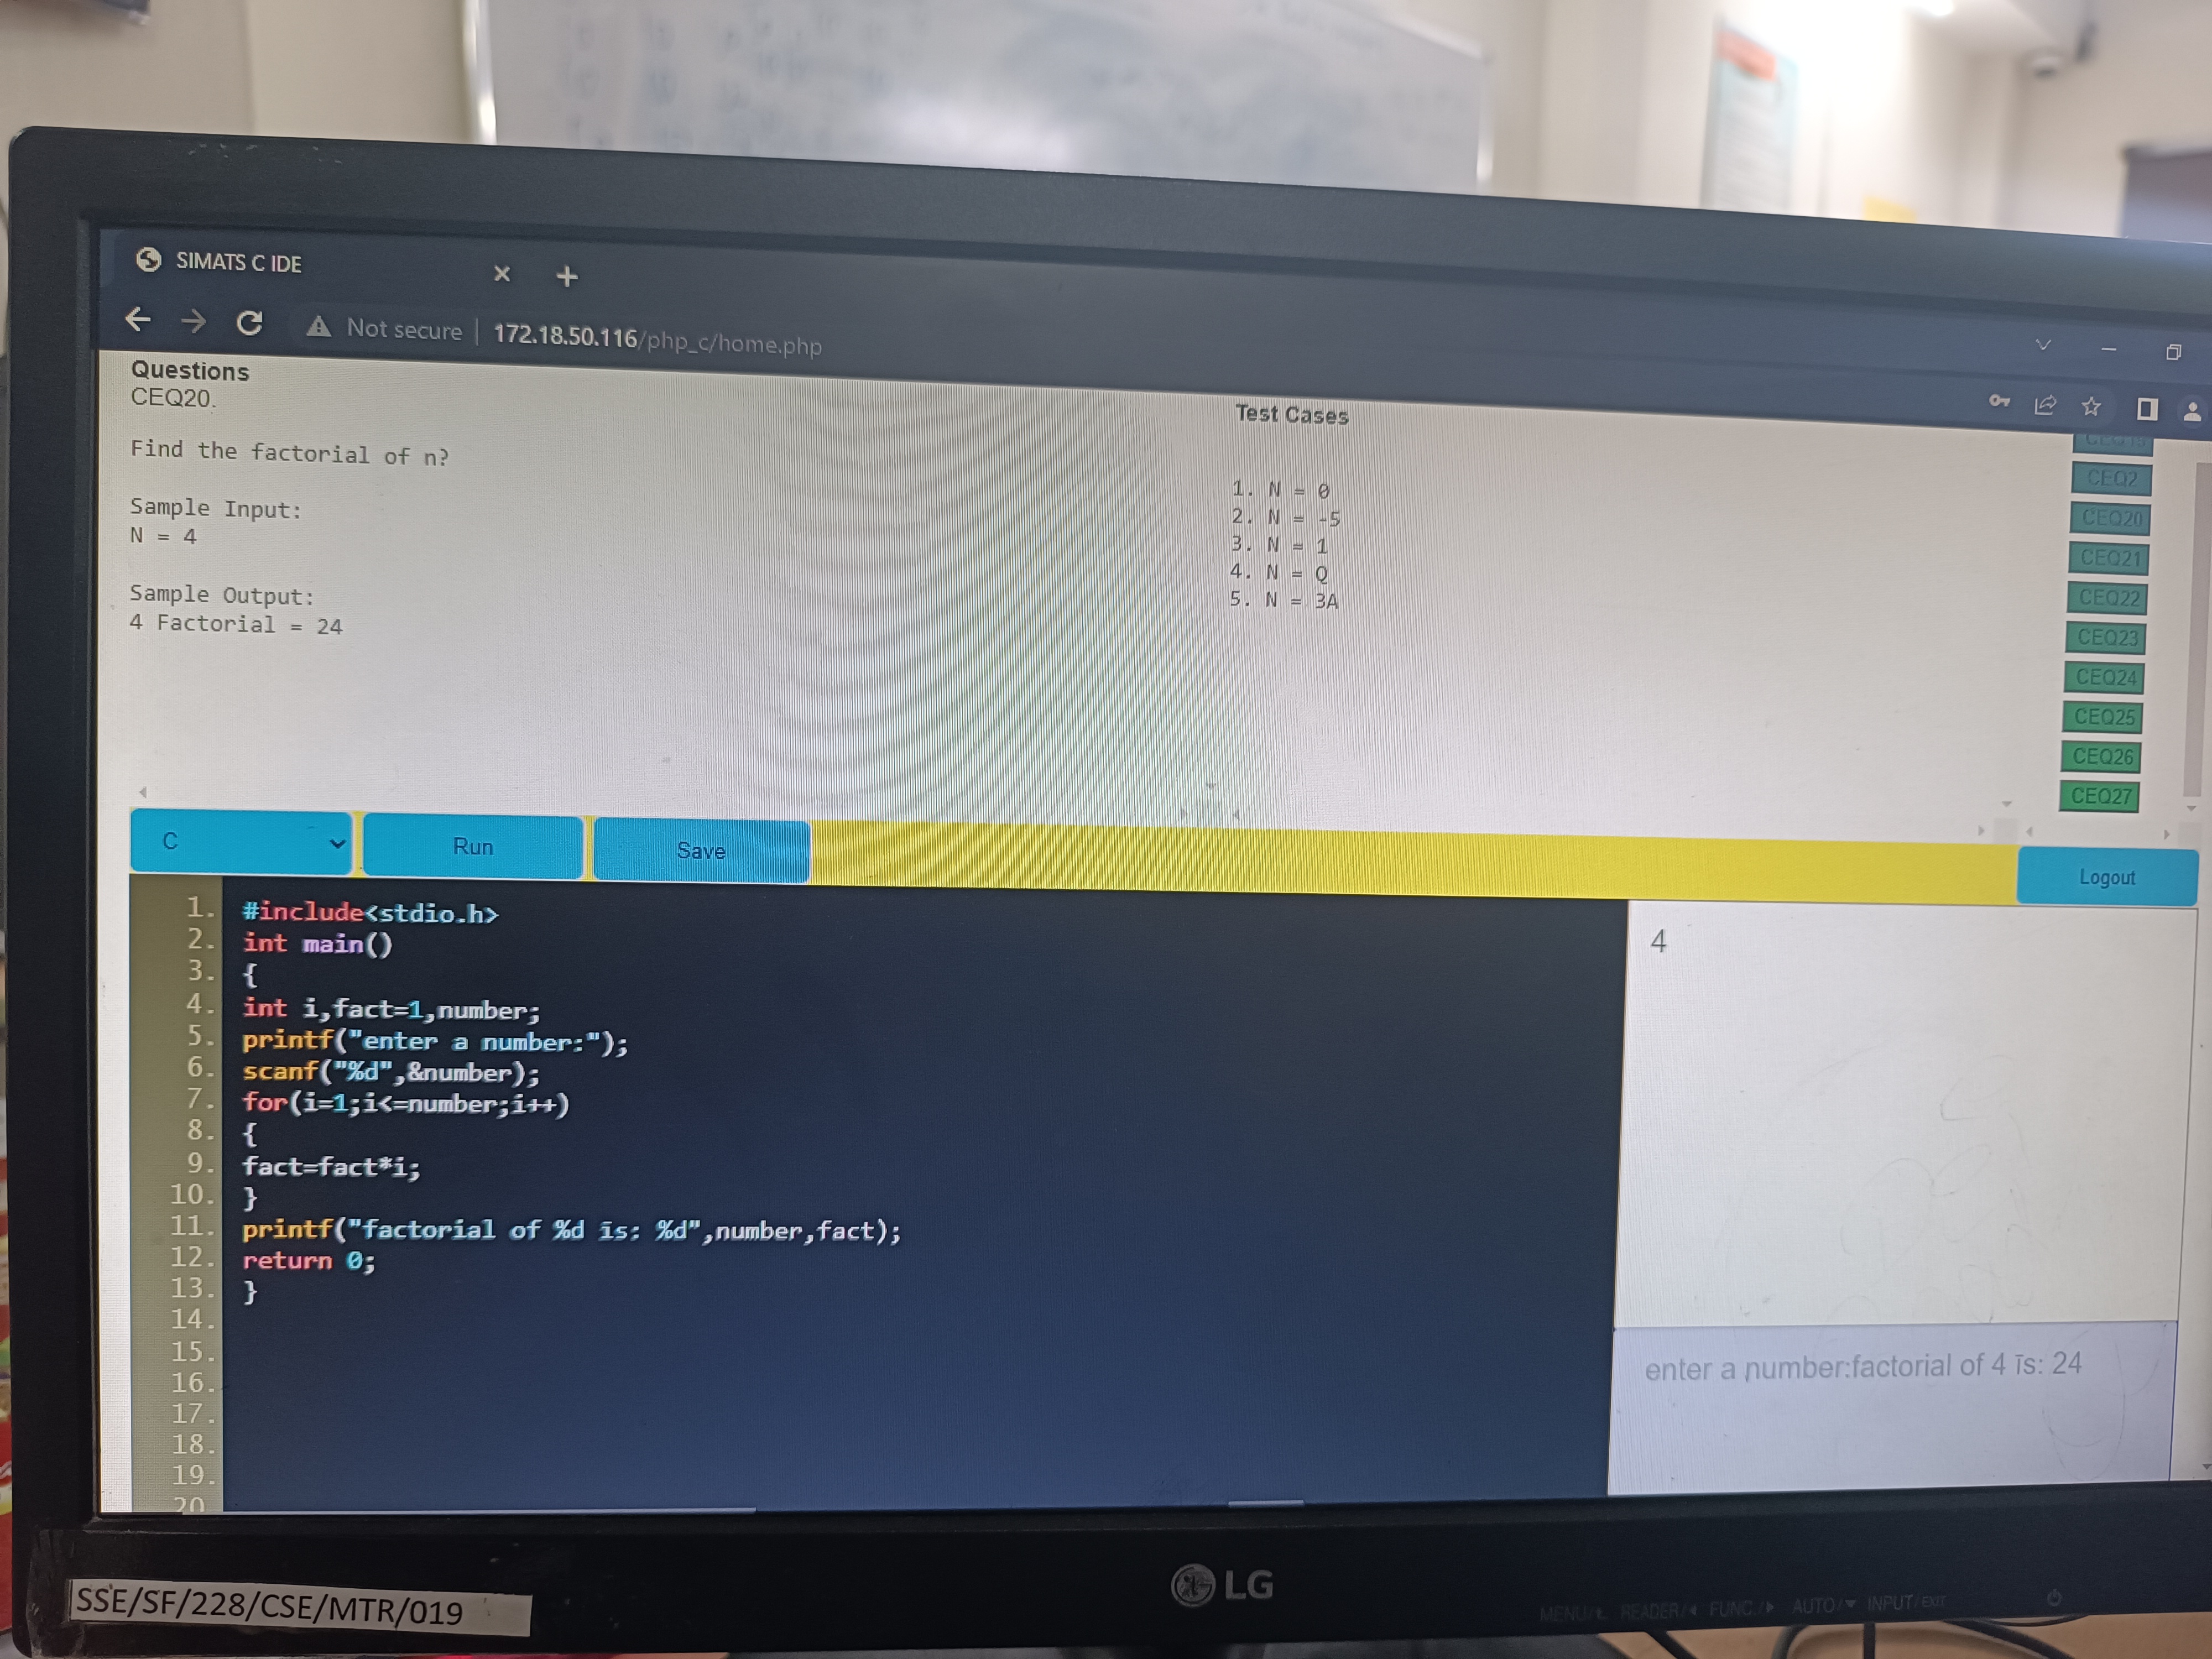 SIMATS C IDE
Not secure | 172.18.50.116/php_c/home.php
Questions
CEQ20.
Find the factorial of n?
Sample Input:
N = 4
Sample Output:
4 Factorial = 24
Test Cases
1. N = 0
2. N = -5
3. N = 1
4. N = Q
5. N = 3A
CEQ2
CEQ20
CEQ21
CEQ22
CEQ23
CEQ24
CEQ25
CEQ26
CEQ27
C
Run
Save
Logout
1. #include<stdio.h>
2. int main()
3. {
4. int i,fact=1,number;
5. printf("enter a number:");
6. scanf("%d",&number);
7. for(i=1;i<=number;i++)
8. {
9. fact=fact*i;
10. }
11. printf("factorial of %d īs: %d",number,fact);
12. return 0;
13. }
14.
15.
16.
17.
18.
19.
20
4
enter a number:factorial of 4 īs: 24
LG
MENU/ READER/ FUNC./ AUTO/ INPUT/EXIT
SSE/SF/228/CSE/MTR/019